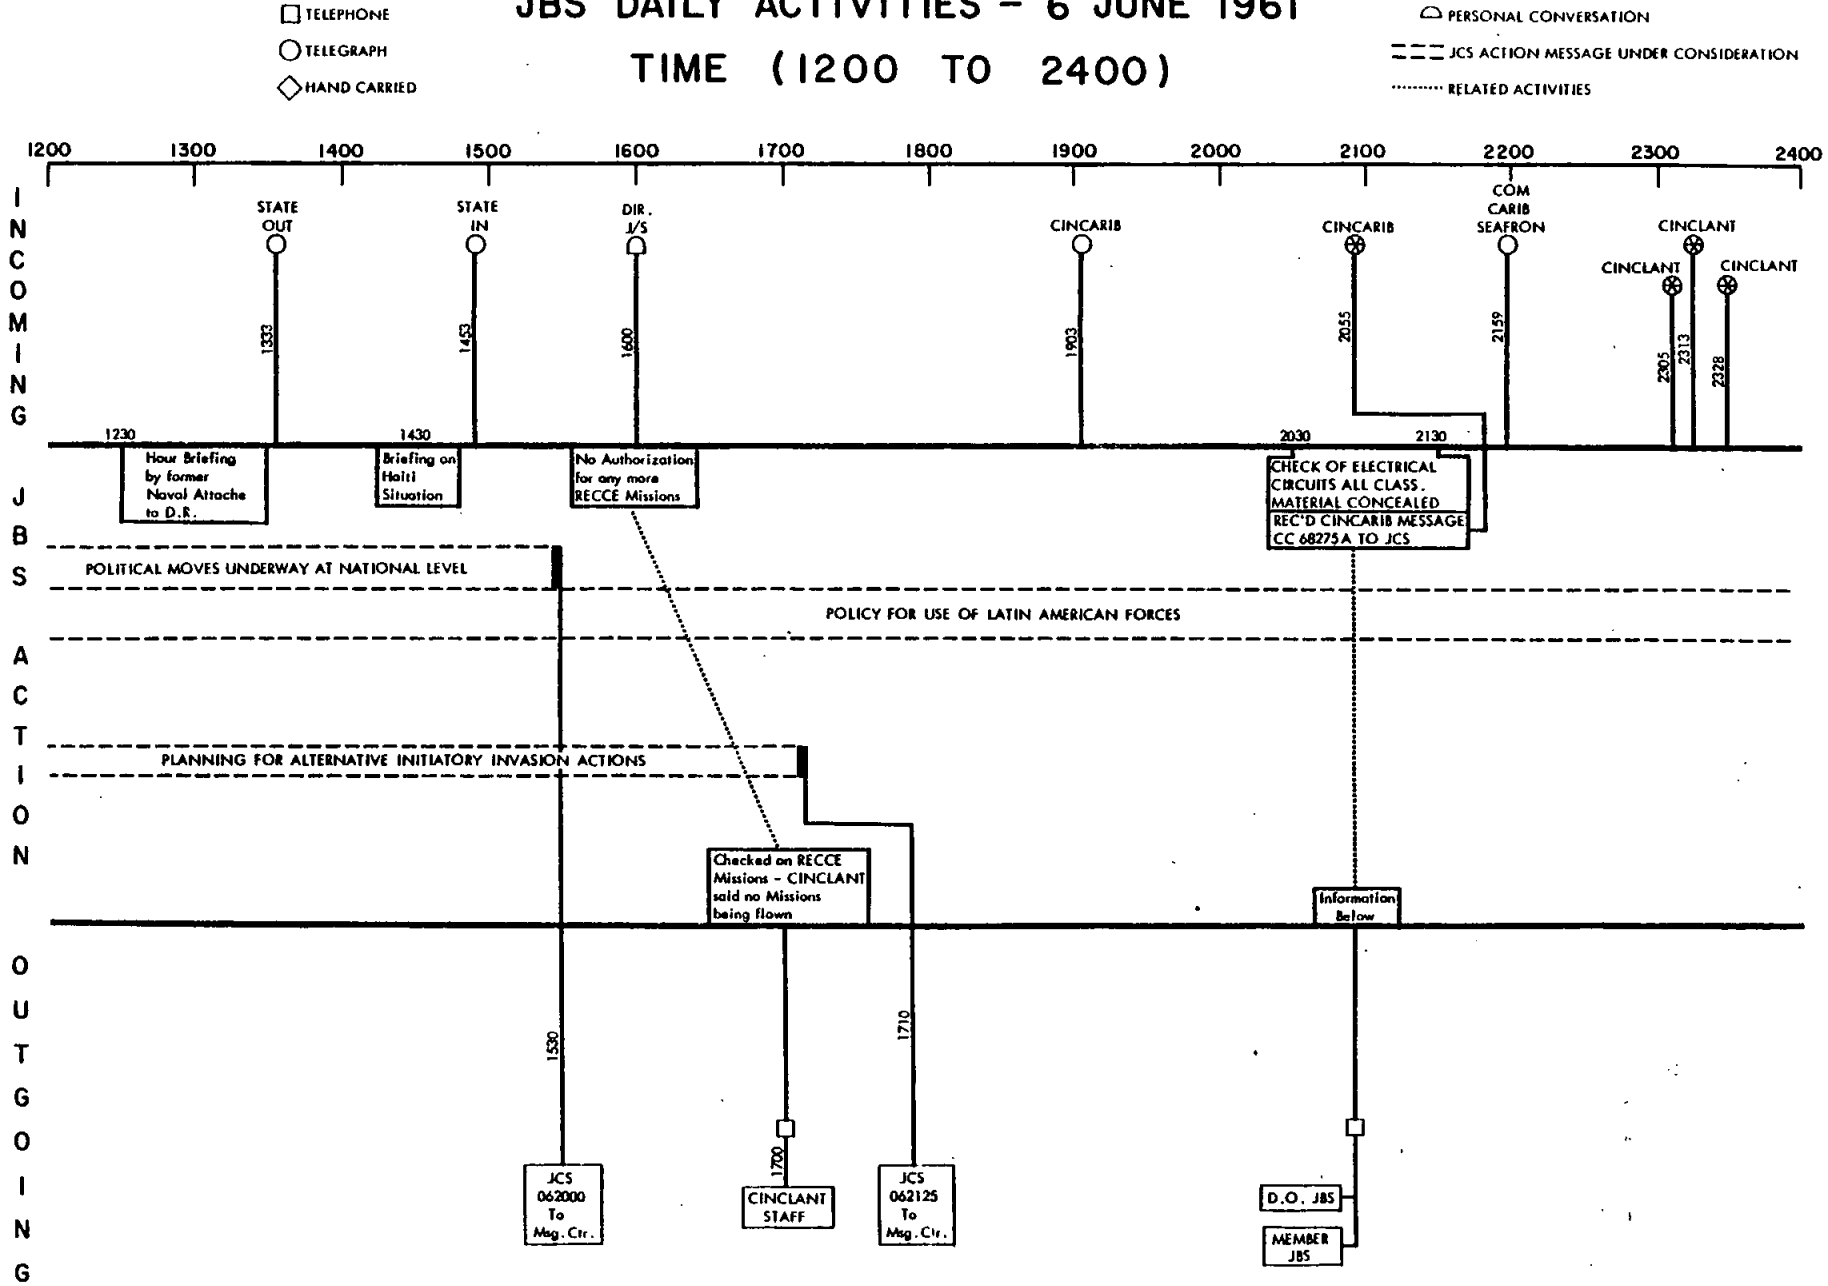 JBS DAILY ACTIVITIES - 6 JUNE 1961
TIME (1200 TO 2400)
TELEPHONE
TELEGRAPH
HAND CARRIED
PERSONAL CONVERSATION
JCS ACTION MESSAGE UNDER CONSIDERATION
RELATED ACTIVITIES
1200 1300 1400 1500 1600 1700 1800 1900 2000 2100 2200 2300 2400
INCOMING
STATE
OUT
1333
STATE
IN
1453
DIR.
J/S
1600
CINCARIB
1903
CINCARIB
2055
COM
CARIB
SEAFRON
2159
CINCLANT
2305
CINCLANT
2313
CINCLANT
2328
JBS ACTION
1230
Hour Briefing
by former
Naval Attache
to D.R.
1430
Briefing on
Haiti
Situation
No Authorization
for any more
RECCE Missions
2030
2130
CHECK OF ELECTRICAL
CIRCUITS ALL CLASS.
MATERIAL CONCEALED
REC'D CINCARIB MESSAGE
CC 68275A TO JCS
POLITICAL MOVES UNDERWAY AT NATIONAL LEVEL
POLICY FOR USE OF LATIN AMERICAN FORCES
PLANNING FOR ALTERNATIVE INITIATORY INVASION ACTIONS
Checked on RECCE
Missions - CINCLANT
said no Missions
being flown
Information
Below
OUTGOING
1530
JCS
062000
To
Msg. Ctr.
1700
CINCLANT
STAFF
1710
JCS
062125
To
Msg. Ctr.
D.O. JBS
MEMBER
JBS